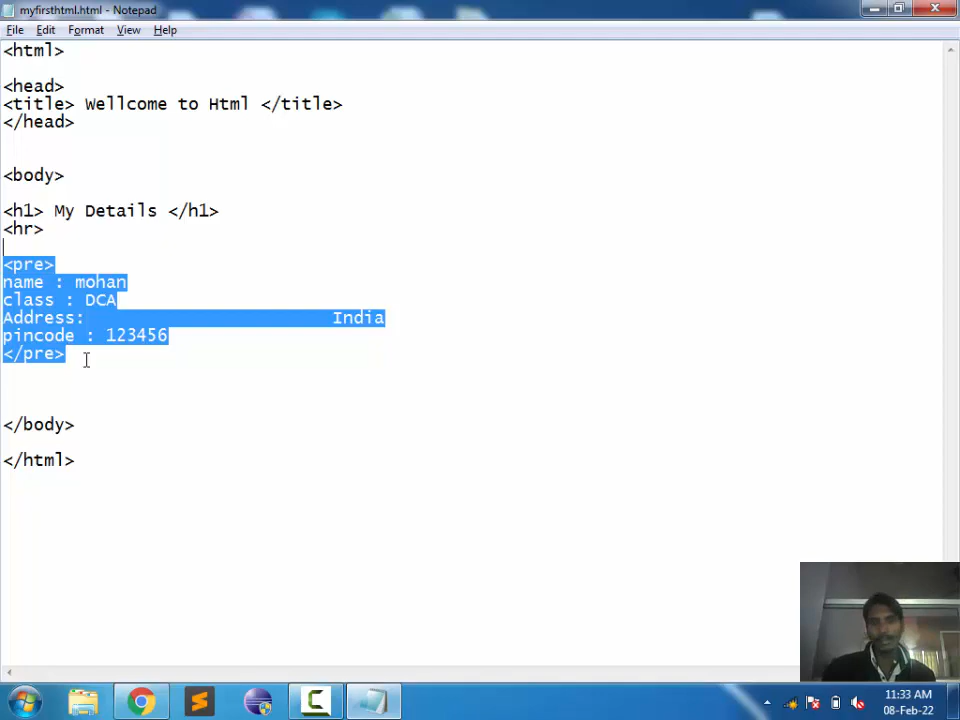 myfirsthtml.html - Notepad
File Edit Format View Help
<html>
<head>
<title> Wellcome to Html </title>
</head>
<body>
<h1> My Details </h1>
<hr>
<pre>
name : mohan
class : DCA
Address: India
pincode : 123456
</pre>
</body>
</html>
11:33 AM
08-Feb-22